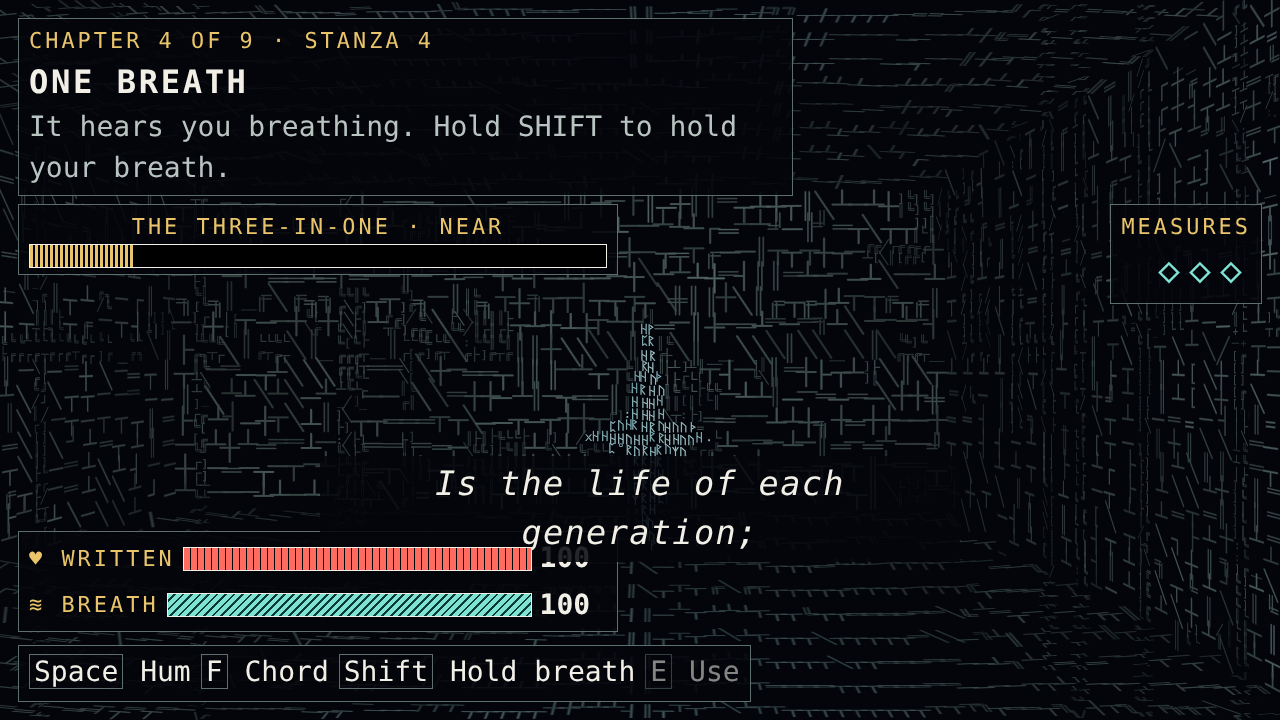 CHAPTER 4 OF 9 · STANZA 4
ONE BREATH
It hears you breathing. Hold SHIFT to hold
your breath.
THE THREE-IN-ONE · NEAR
MEASURES
Is the life of each
generation;
♥ WRITTEN 100
≋ BREATH 100
Space Hum F Chord Shift Hold breath E Use